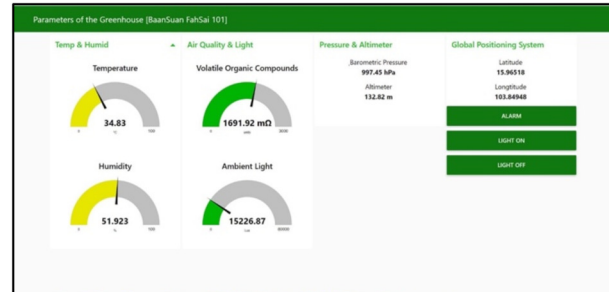 Parameters of the Greenhouse [BaanSuan FahSai 101]
Temp & Humid
Temperature
34.83
0
100
Humidity
51.923
0
%
100
Air Quality & Light
Volatile Organic Compounds
1691.92 mΩ
0
Ambient Light
15226.87
0
Pressure & Altimeter
Barometric Pressure
997.45 hPa
Altimeter
132.82 m
Global Positioning System
Latitude
15.96518
Longtitude
103.84948
ALARM
LIGHT ON
LIGHT OFF